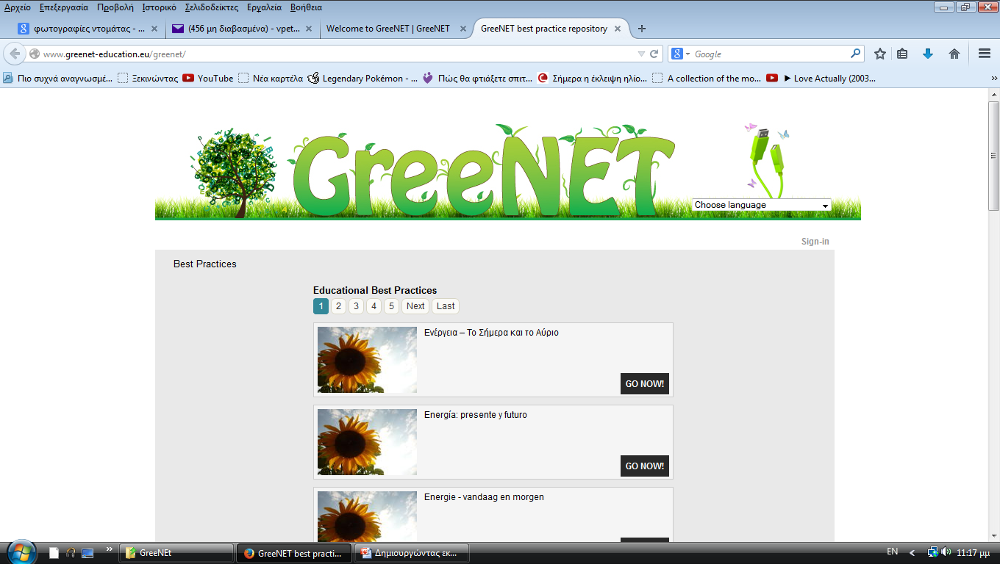 Αρχείο Επεξεργασία Προβολή Ιστορικό Σελιδοδείκτες Εργαλεία Βοήθεια
φωτογραφίες ντομάτας - ... (456 μη διαβασμένα) - vpet... Welcome to GreeNET | GreeNET GreeNET best practice repository
www.greenet-education.eu/greenet/ Google
Πιο συχνά αναγνωσμέ... Ξεκινώντας YouTube Νέα καρτέλα Legendary Pokémon - ... Πώς θα φτιάξετε σπιτ... Σήμερα η έκλειψη ηλίο... A collection of the mo... ► Love Actually (2003...
GreeNET
Choose language
Sign-in
Best Practices
Educational Best Practices
1 2 3 4 5 Next Last
Ενέργεια – Το Σήμερα και το Αύριο
GO NOW!
Energía: presente y futuro
GO NOW!
Energie - vandaag en morgen
GreeNEt GreeNET best practi... Δημιουργώντας εκ... EN 11:17 μμ